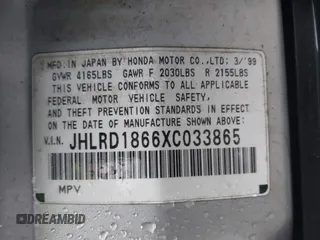 MFD. IN JAPAN BY HONDA MOTOR CO., LTD: 3/'99
GVWR 4165LBS GAWR F 2030LBS R 2155LBS
THIS VEHICLE CONFORMS TO ALL APPLICABLE
FEDERAL MOTOR VEHICLE SAFETY, BUMPER,
AND THEFT PREVENTION STANDARDS IN EFFECT ON
THE DATE OF MANUFACTURE SHOWN ABOVE.
V.I.N. JHLRD1866XC033865
MPV
DREAMBID